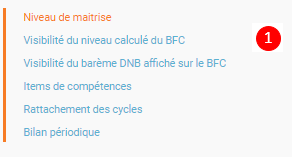 Niveau de maitrise
Visibilité du niveau calculé du BFC
1
Visibilité du barème DNB affiché sur le BFC
Items de compétences
Rattachement des cycles
Bilan périodique